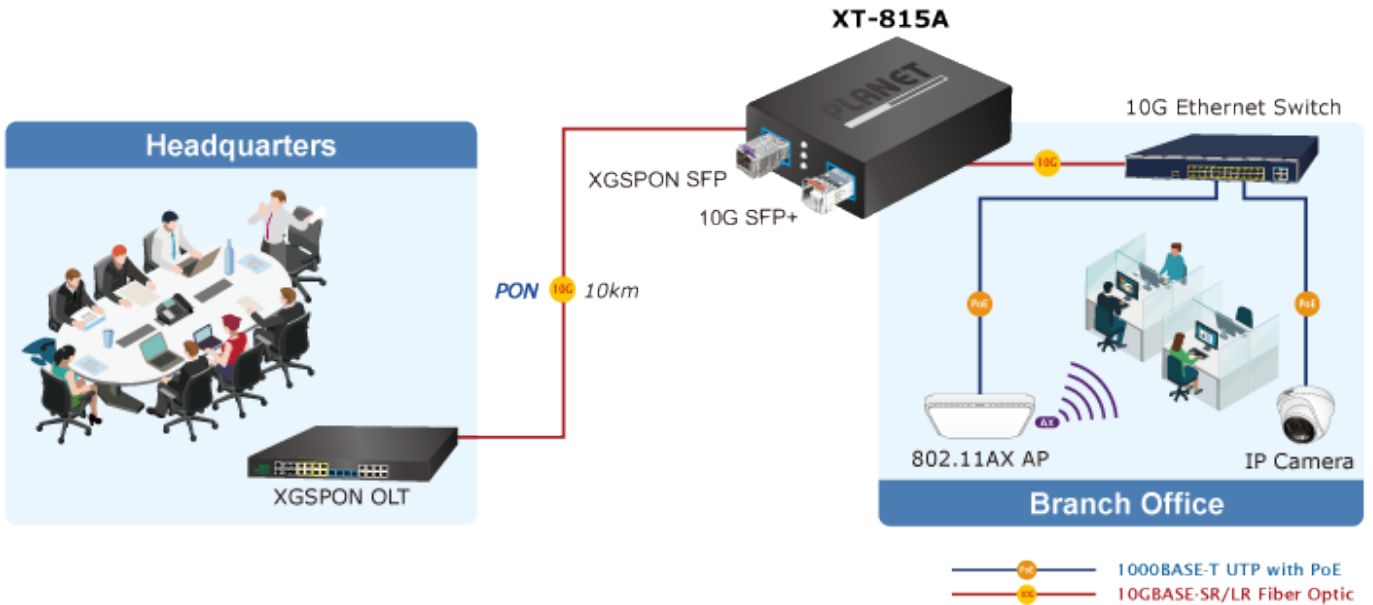 XT-815A
PLANET
10G Ethernet Switch
Headquarters
XGSPON SFP
10G SFP+
10G
PON 10G 10km
PoE
PoE
AX
802.11AX AP
IP Camera
XGSPON OLT
Branch Office
PoE 1000BASE-T UTP with PoE
10G 10GBASE-SR/LR Fiber Optic